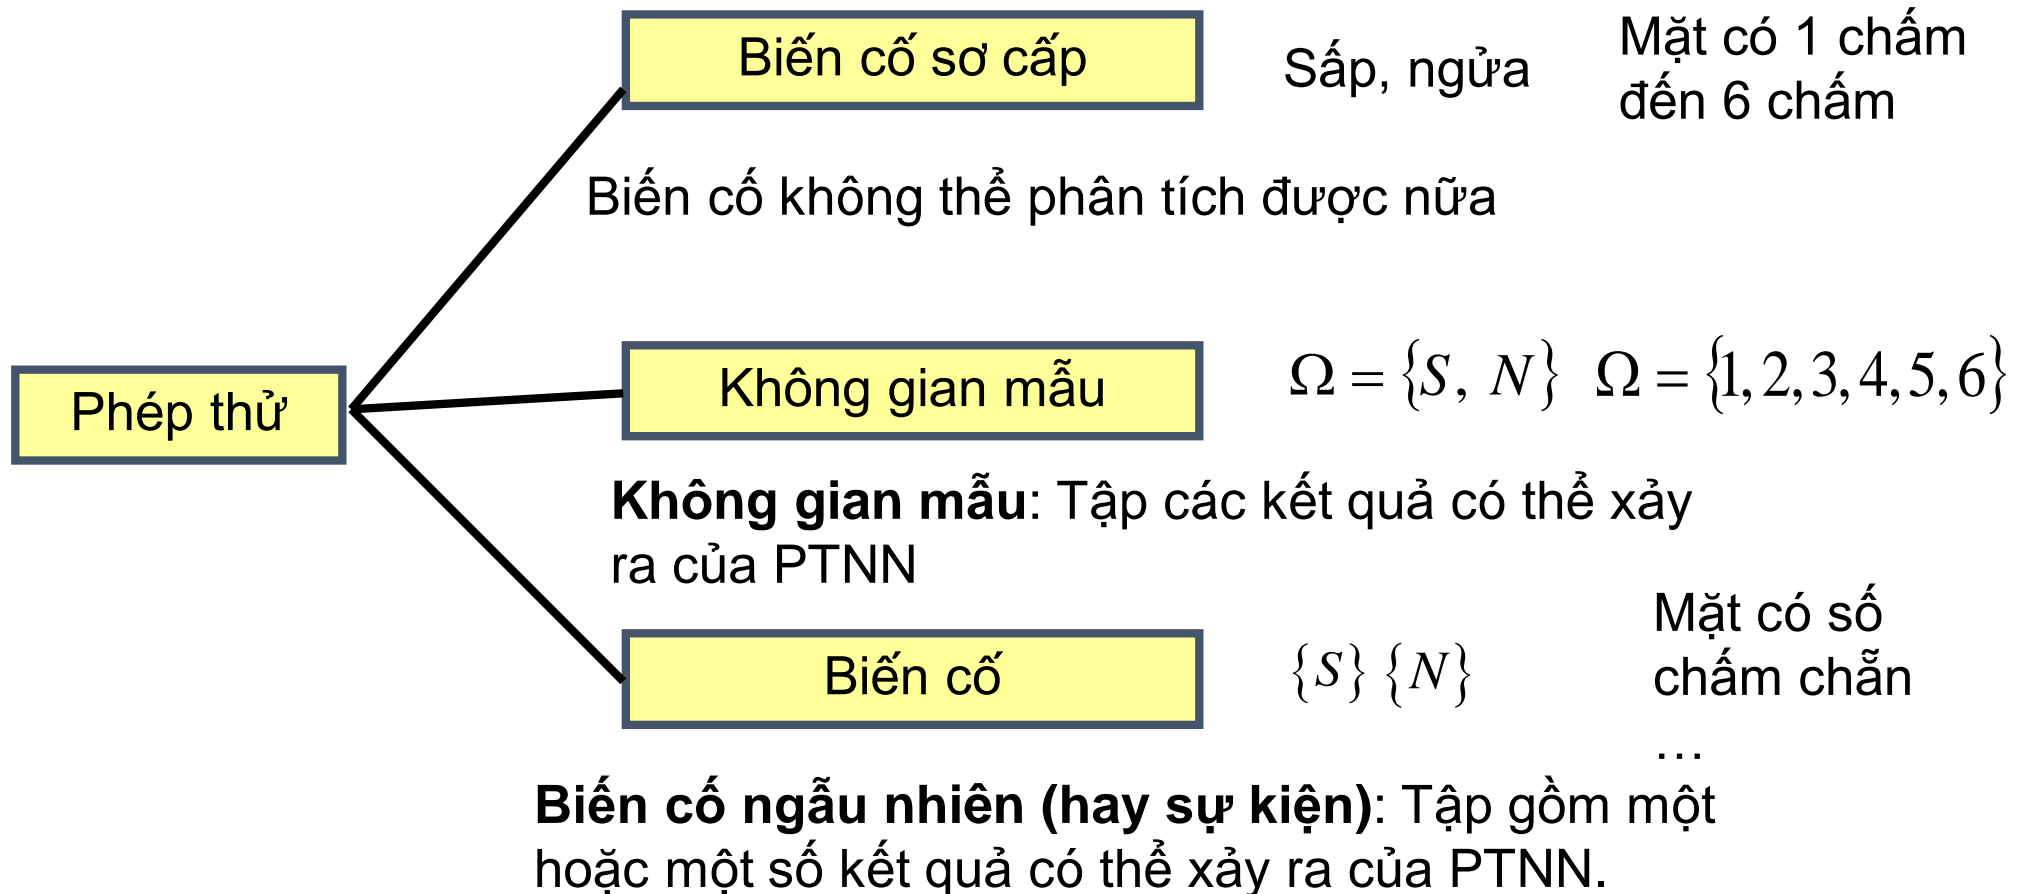 Biến cố sơ cấp
Sấp, ngửa
Mặt có 1 chấm
đến 6 chấm
Biến cố không thể phân tích được nữa
Phép thử
Không gian mẫu
Ω = {S, N} Ω = {1,2,3,4,5,6}
Không gian mẫu: Tập các kết quả có thể xảy
ra của PTNN
Biến cố
{S} {N}
Mặt có số
chấm chẵn
…
Biến cố ngẫu nhiên (hay sự kiện): Tập gồm một
hoặc một số kết quả có thể xảy ra của PTNN.